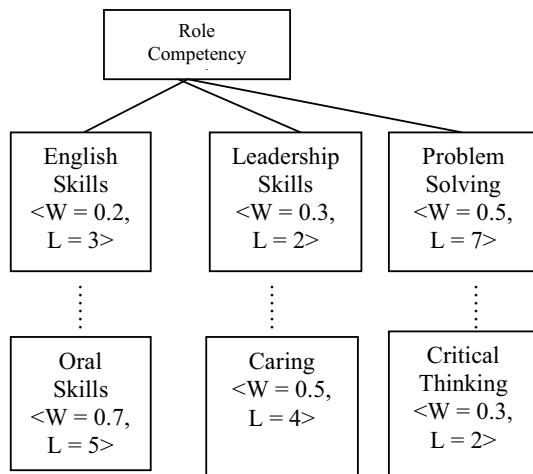 Role
Competency
English
Skills
<W = 0.2,
L = 3>
Leadership
Skills
<W = 0.3,
L = 2>
Problem
Solving
<W = 0.5,
L = 7>
Oral
Skills
<W = 0.7,
L = 5>
Caring
<W = 0.5,
L = 4>
Critical
Thinking
<W = 0.3,
L = 2>